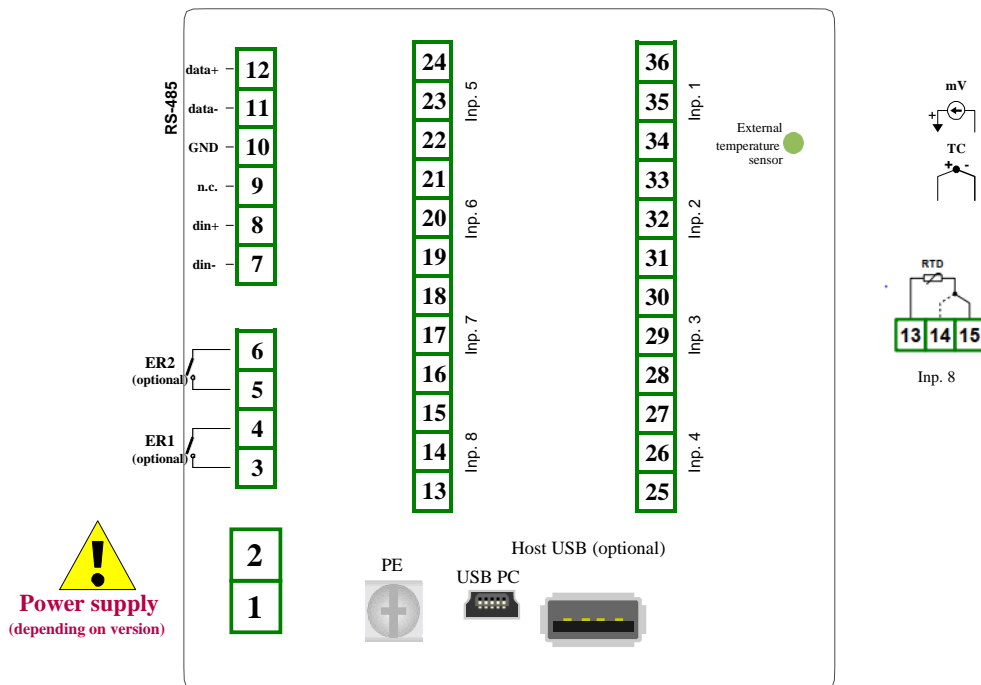 RS-485
data+
data-
GND
n.c.
din+
din-
12
11
10
9
8
7
ER2
(optional)
6
5
ER1
(optional)
4
3
2
1
Power supply
(depending on version)
24
23
22
21
20
19
18
17
16
15
14
13
Inp. 5
Inp. 6
Inp. 7
Inp. 8
36
35
34
33
32
31
30
29
28
27
26
25
Inp. 1
Inp. 2
Inp. 3
Inp. 4
External
temperature
sensor
PE
USB PC
Host USB (optional)
mV
+
TC
+ -
RTD
13 14 15
Inp. 8